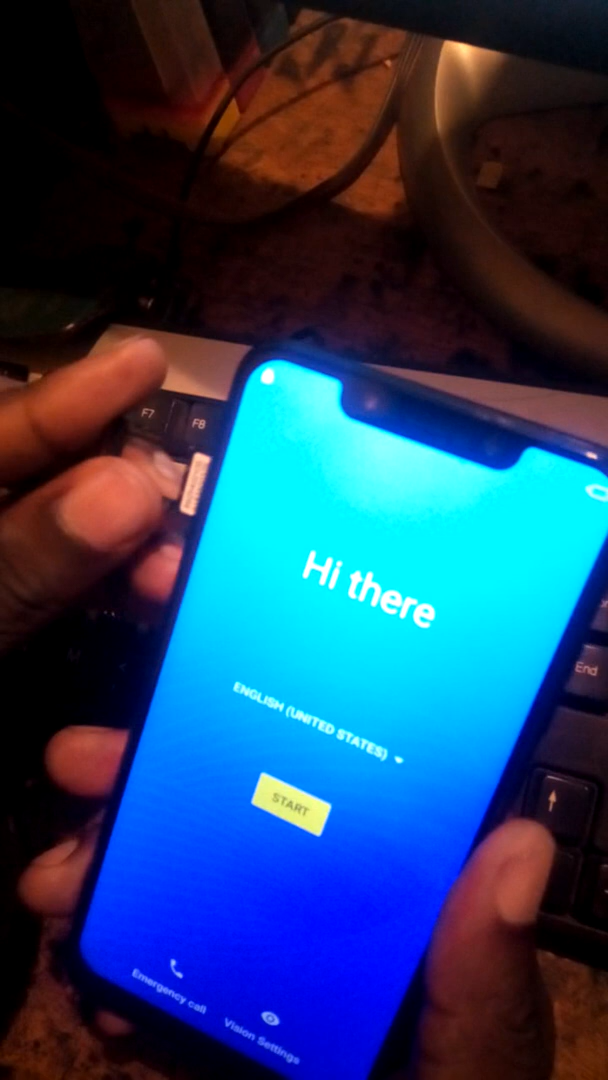 F7
F8
Hi there
ENGLISH (UNITED STATES)
START
End
Emergency call
Vision Settings